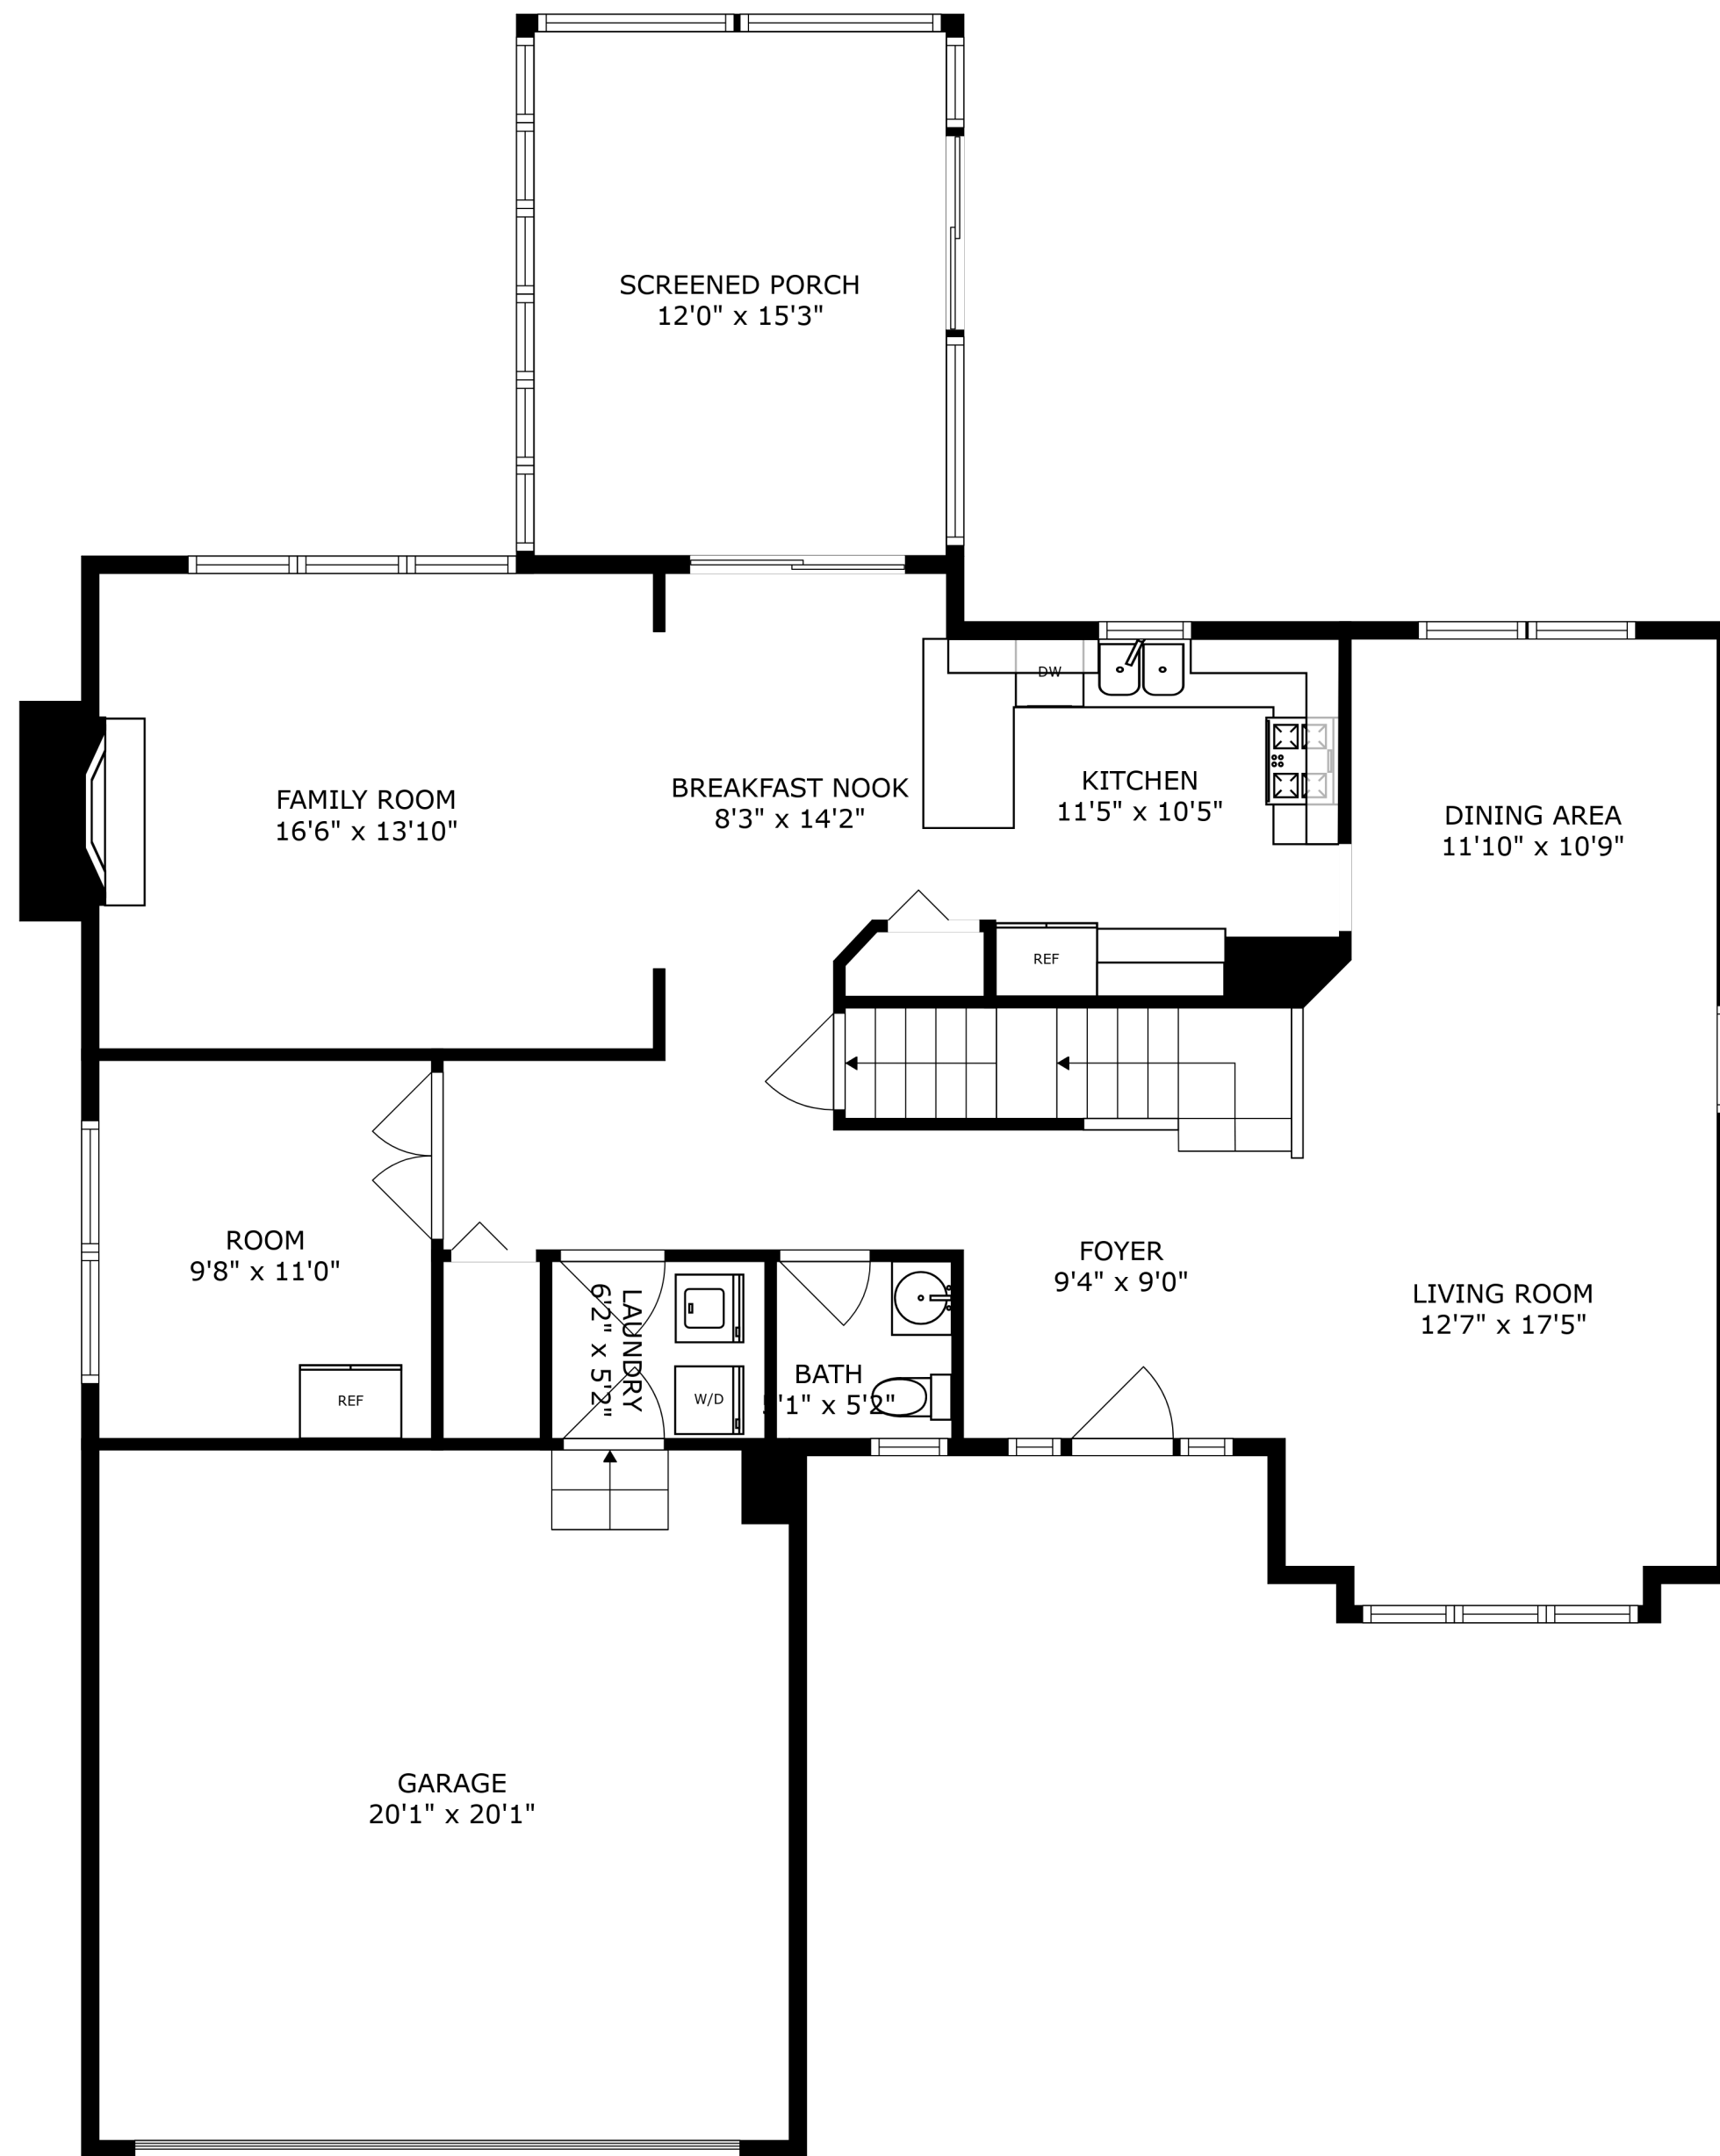 SCREENED PORCH
12'0" x 15'3"
DW
FAMILY ROOM
16'6" x 13'10"
BREAKFAST NOOK
8'3" x 14'2"
KITCHEN
11'5" x 10'5"
DINING AREA
11'10" x 10'9"
REF
ROOM
9'8" x 11'0"
FOYER
9'4" x 9'0"
LIVING ROOM
12'7" x 17'5"
LAUNDRY
6'2" x 5'2"
W/D
BATH
'1" x 5'2"
REF
GARAGE
20'1" x 20'1"